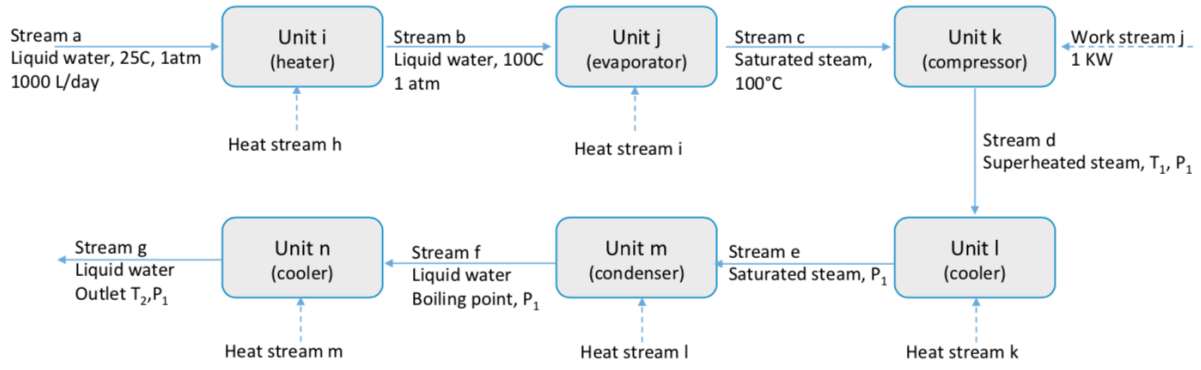 Stream a
Liquid water, 25C, 1atm
1000 L/day
Unit i
(heater)
Heat stream h
Stream b
Liquid water, 100C
1 atm
Unit j
(evaporator)
Heat stream i
Stream c
Saturated steam,
100°C
Unit k
(compressor)
Work stream j
1 KW
Stream d
Superheated steam, T₁, P₁
Unit l
(cooler)
Heat stream k
Stream e
Saturated steam, P₁
Unit m
(condenser)
Heat stream l
Stream f
Liquid water
Boiling point, P₁
Unit n
(cooler)
Heat stream m
Stream g
Liquid water
Outlet T₂,P₁